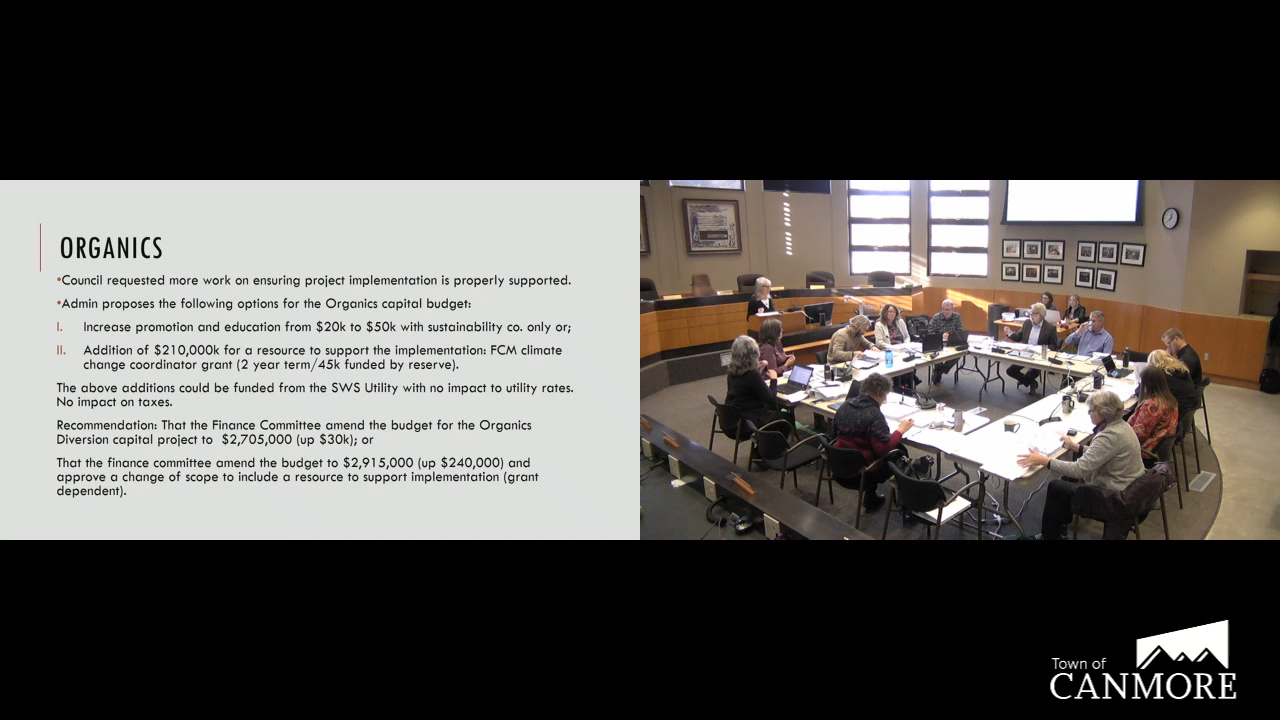 ORGANICS
•Council requested more work on ensuring project implementation is properly supported.
•Admin proposes the following options for the Organics capital budget:
I. Increase promotion and education from $20k to $50k with sustainability co. only or;
II. Addition of $210,000k for a resource to support the implementation: FCM climate
change coordinator grant (2 year term/45k funded by reserve).
The above additions could be funded from the SWS Utility with no impact to utility rates.
No impact on taxes.
Recommendation: That the Finance Committee amend the budget for the Organics
Diversion capital project to $2,705,000 (up $30k); or
That the finance committee amend the budget to $2,915,000 (up $240,000) and
approve a change of scope to include a resource to support implementation (grant
dependent).
Town of
CANMORE